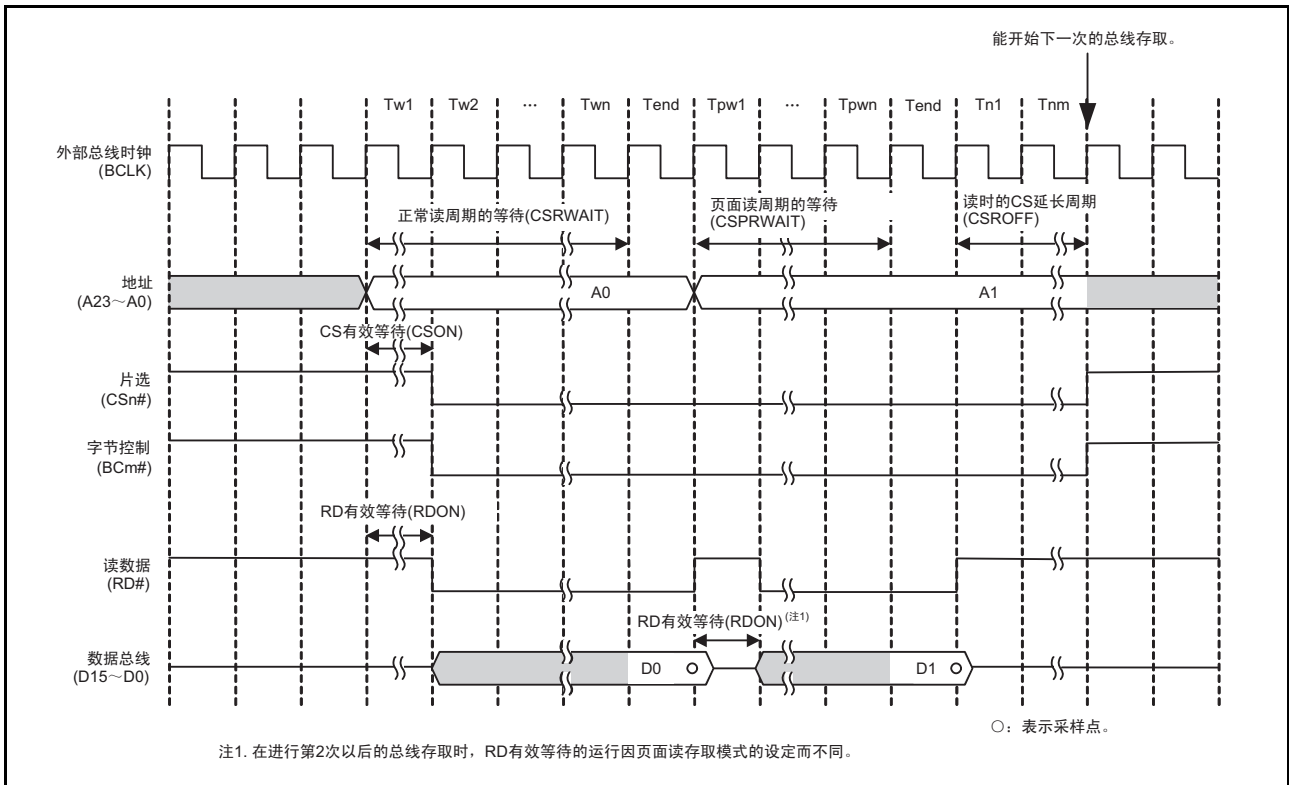 能开始下一次的总线存取。
Tw1 Tw2 … Twn Tend Tpw1 … Tpwn Tend Tn1 Tnm
外部总线时钟
(BCLK)
正常读周期的等待(CSRWAIT)
页面读周期的等待
(CSPRWAIT)
读时的CS延长周期
(CSROFF)
地址
(A23～A0)
A0
A1
CS有效等待(CSON)
片选
(CSn#)
字节控制
(BCm#)
RD有效等待(RDON)
读数据
(RD#)
RD有效等待(RDON)(注1)
数据总线
(D15～D0)
D0
D1
○：表示采样点。
注1. 在进行第2次以后的总线存取时，RD有效等待的运行因页面读存取模式的设定而不同。